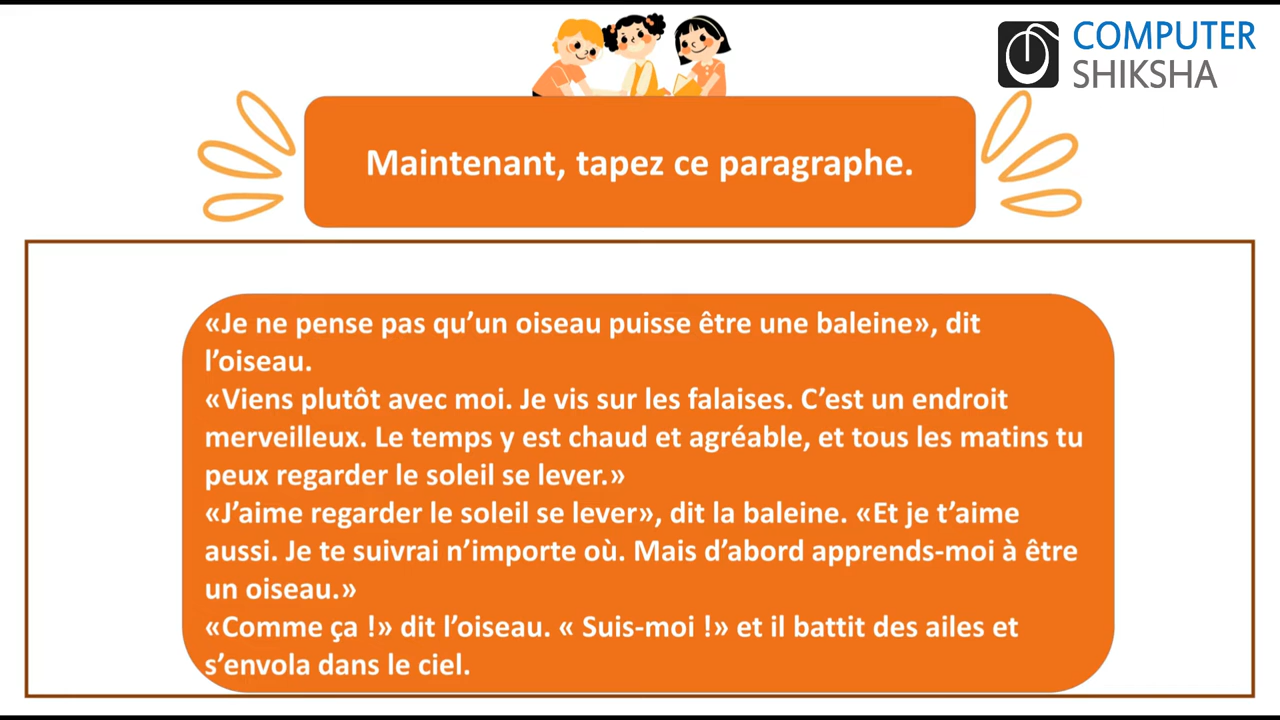 COMPUTER
SHIKSHA
Maintenant, tapez ce paragraphe.
«Je ne pense pas qu’un oiseau puisse être une baleine», dit
l’oiseau.
«Viens plutôt avec moi. Je vis sur les falaises. C’est un endroit
merveilleux. Le temps y est chaud et agréable, et tous les matins tu
peux regarder le soleil se lever.»
«J’aime regarder le soleil se lever», dit la baleine. «Et je t’aime
aussi. Je te suivrai n’importe où. Mais d’abord apprends-moi à être
un oiseau.»
«Comme ça !» dit l’oiseau. « Suis-moi !» et il battit des ailes et
s’envola dans le ciel.